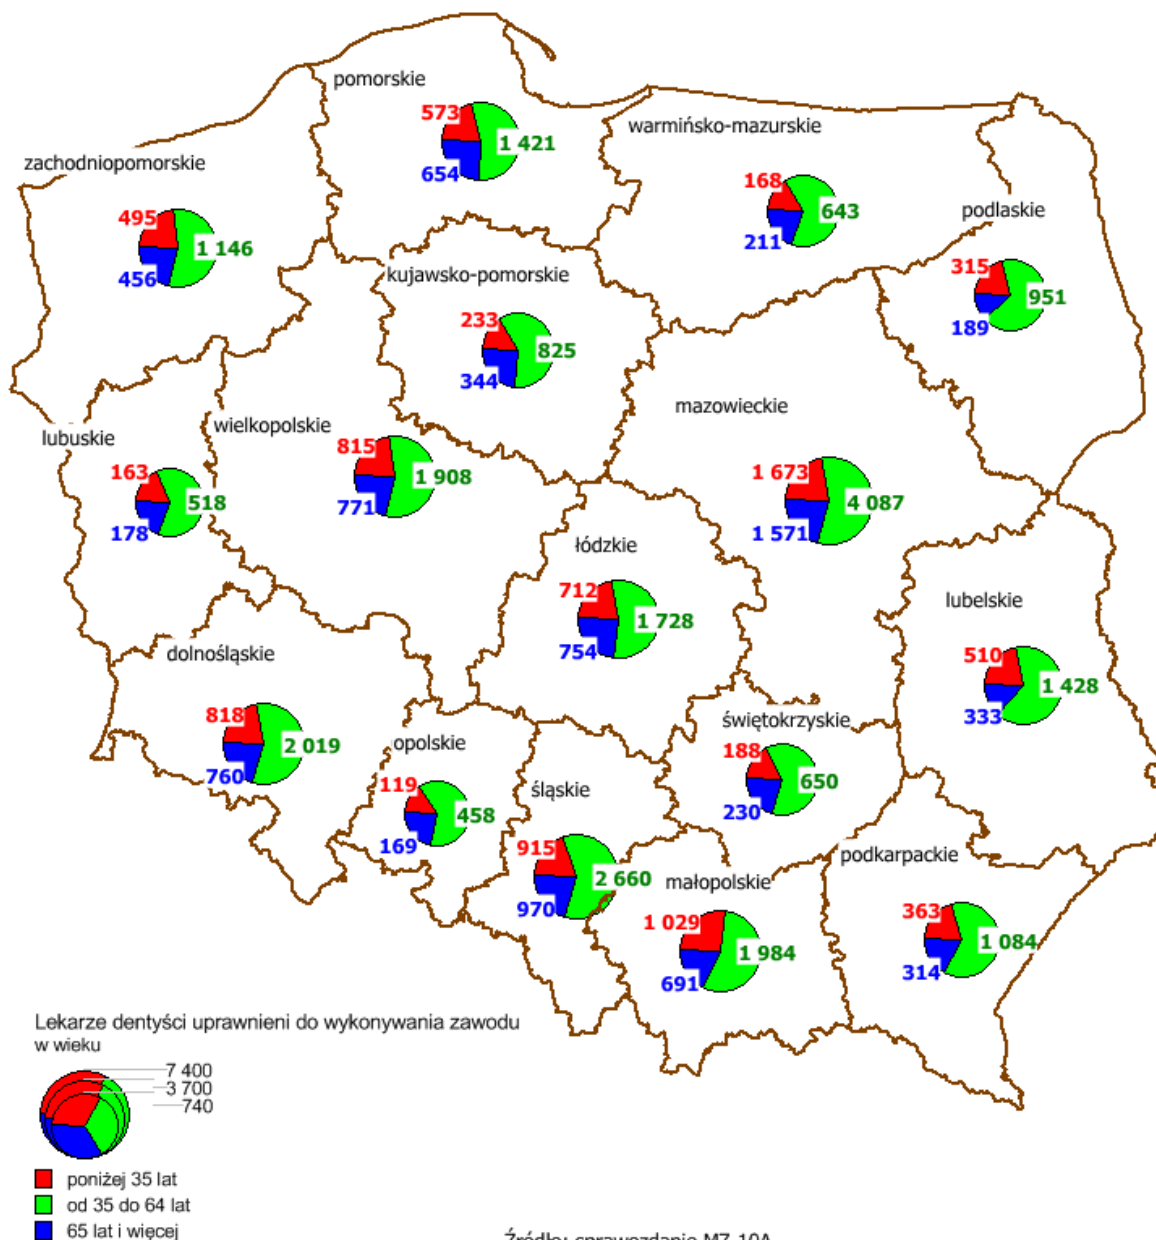 pomorskie
573
1 421
654
warmińsko-mazurskie
168
643
211
zachodniopomorskie
495
1 146
456
podlaskie
315
951
189
kujawsko-pomorskie
233
825
344
mazowieckie
1 673
4 087
1 571
lubuskie
163
518
178
wielkopolskie
815
1 908
771
łódzkie
712
1 728
754
lubelskie
510
1 428
333
dolnośląskie
818
2 019
760
opolskie
119
458
169
śląskie
915
2 660
970
świętokrzyskie
188
650
230
małopolskie
1 029
1 984
691
podkarpackie
363
1 084
314
Lekarze dentyści uprawnieni do wykonywania zawodu
w wieku
7 400
3 700
740
poniżej 35 lat
od 35 do 64 lat
65 lat i więcej
Źródło: sprawozdanie MZ-10A